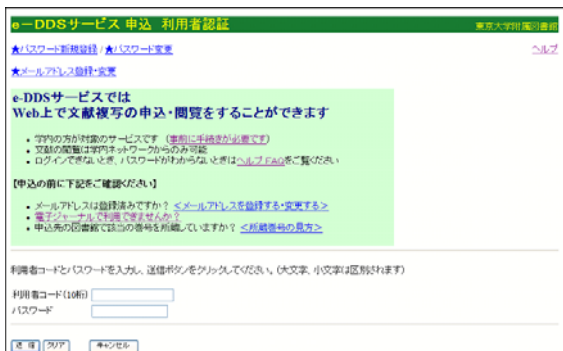 e-DDSサービス 申込 利用者認証
東京大学附属図書館
★パスワード新規登録 / ★パスワード変更
ヘルプ
★メールアドレス登録・変更
e-DDSサービスでは
Web上で文献複写の申込・閲覧をすることができます
・学内の方が対象のサービスです (事前に手続きが必要です)
・文献の閲覧は学内ネットワークからのみ可能
・ログインできないとき、パスワードがわからないときはヘルプ FAQをご覧ください
【申込の前に下記をご確認ください】
・メールアドレスは登録済みですか? <メールアドレスを登録する・変更する>
・電子ジャーナルで利用できませんか?
・申込先の図書館で該当の巻号を所蔵していますか? <所蔵巻号の見方>
利用者コードとパスワードを入力し、送信ボタンをクリックしてください。(大文字、小文字は区別されます)
利用者コード(10桁)
パスワード
送 信 クリア キャンセル